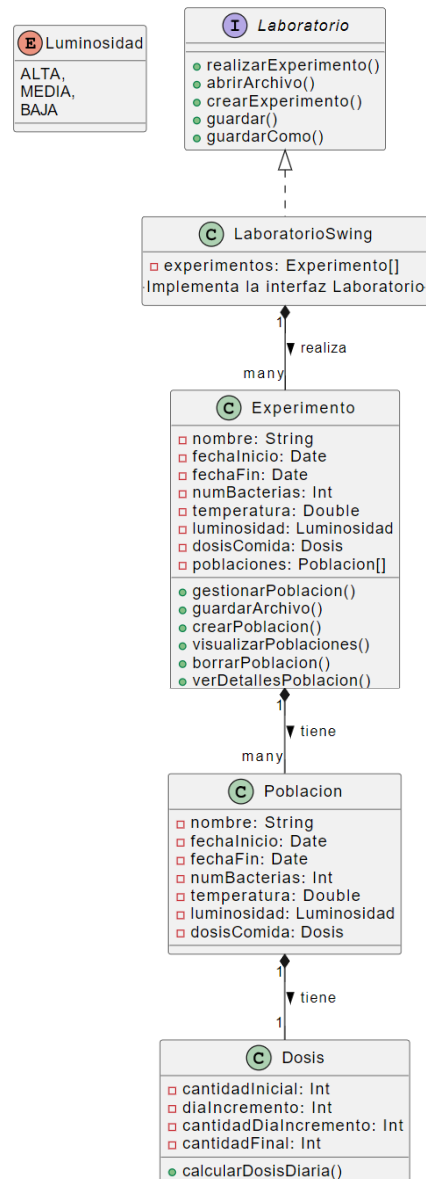 E Luminosidad
ALTA,
MEDIA,
BAJA
I Laboratorio
realizarExperimento()
abrirArchivo()
crearExperimento()
guardar()
guardarComo()
C LaboratorioSwing
experimentos: Experimento[]
Implementa la interfaz Laboratorio
1
realiza
many
C Experimento
nombre: String
fechaInicio: Date
fechaFin: Date
numBacterias: Int
temperatura: Double
luminosidad: Luminosidad
dosisComida: Dosis
poblaciones: Poblacion[]
gestionarPoblacion()
guardarArchivo()
crearPoblacion()
visualizarPoblaciones()
borrarPoblacion()
verDetallesPoblacion()
1
tiene
many
C Poblacion
nombre: String
fechaInicio: Date
fechaFin: Date
numBacterias: Int
temperatura: Double
luminosidad: Luminosidad
dosisComida: Dosis
1
tiene
1
C Dosis
cantidadInicial: Int
diaIncremento: Int
cantidadDiaIncremento: Int
cantidadFinal: Int
calcularDosisDiaria()